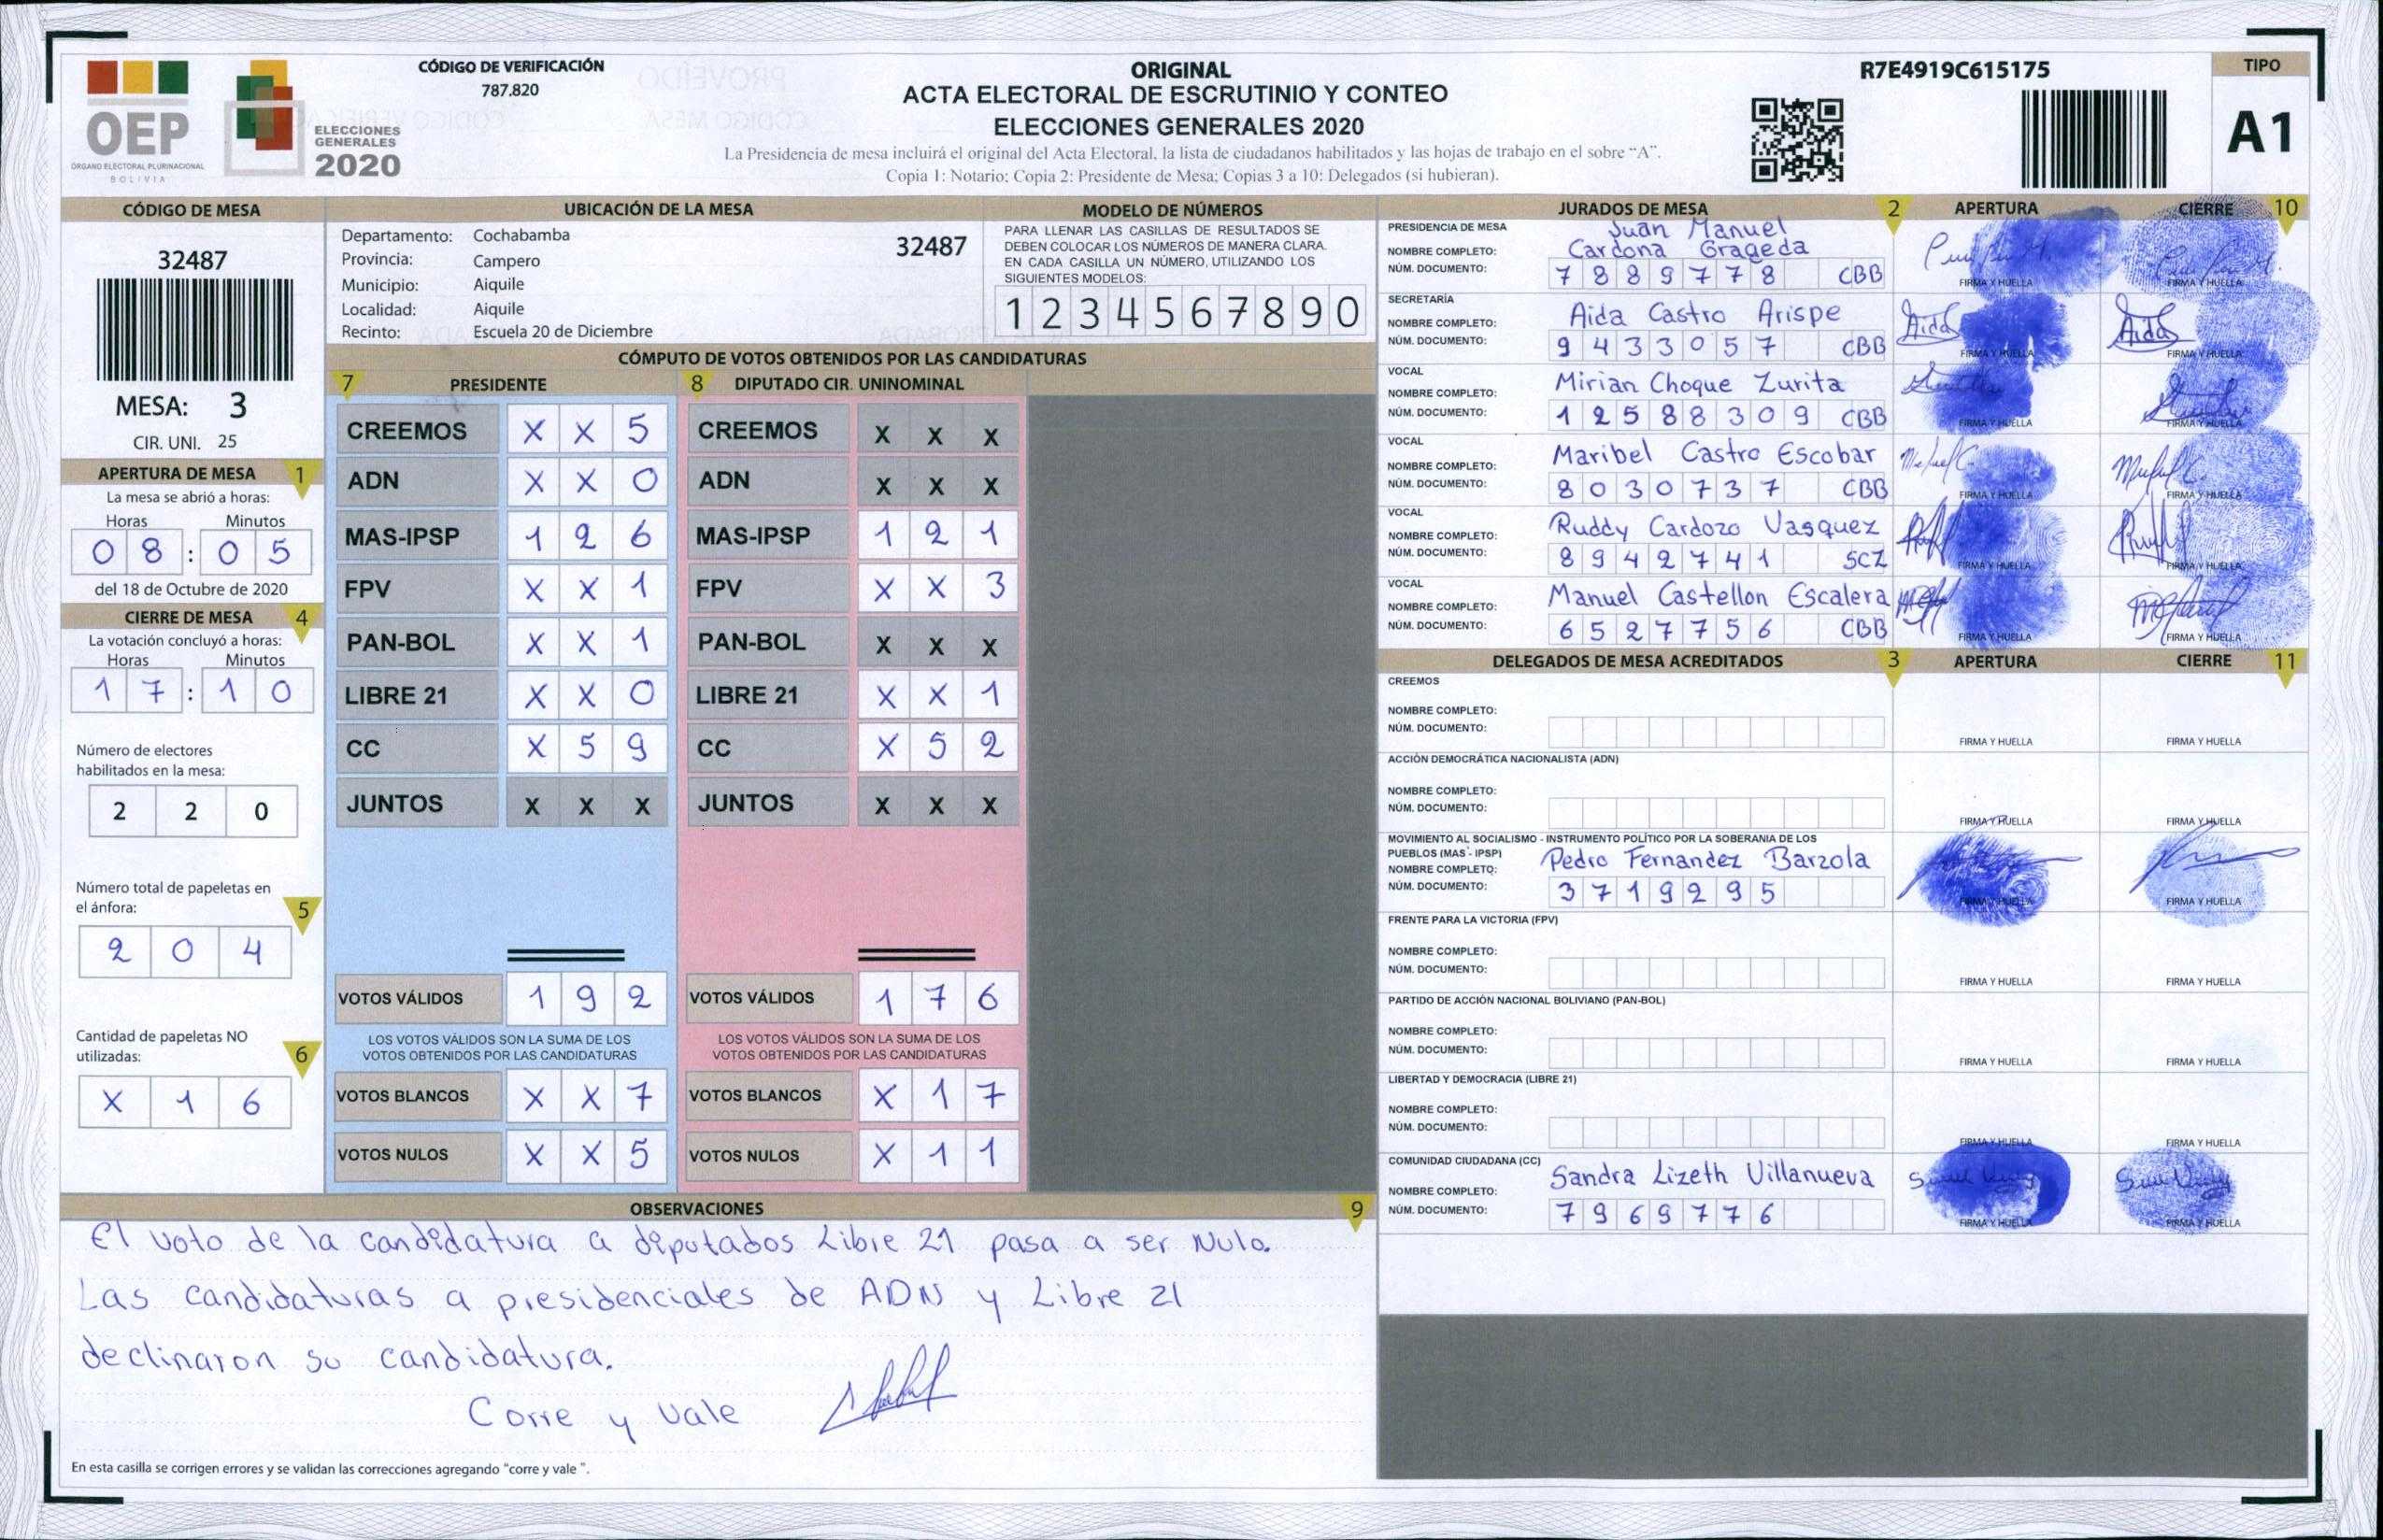 OEP
ÓRGANO ELECTORAL PLURINACIONAL
BOLIVIA
ELECCIONES
GENERALES
2020
CÓDIGO DE VERIFICACIÓN
787.820
ORIGINAL
ACTA ELECTORAL DE ESCRUTINIO Y CONTEO
ELECCIONES GENERALES 2020
La Presidencia de mesa incluirá el original del Acta Electoral, la lista de ciudadanos habilitados y las hojas de trabajo en el sobre “A”.
Copia 1: Notario; Copia 2: Presidente de Mesa; Copias 3 a 10: Delegados (si hubieran).
R7E4919C615175
TIPO
A1
CÓDIGO DE MESA
32487
MESA: 3
CIR. UNI. 25
APERTURA DE MESA 1
La mesa se abrió a horas:
Horas Minutos
0 8 : 0 5
del 18 de Octubre de 2020
CIERRE DE MESA 4
La votación concluyó a horas:
Horas Minutos
1 7 : 1 0
Número de electores
habilitados en la mesa:
2 2 0
Número total de papeletas en
el ánfora: 5
2 0 4
Cantidad de papeletas NO
utilizadas: 6
X 1 6
UBICACIÓN DE LA MESA
Departamento: Cochabamba 32487
Provincia: Campero
Municipio: Aiquile
Localidad: Aiquile
Recinto: Escuela 20 de Diciembre
MODELO DE NÚMEROS
PARA LLENAR LAS CASILLAS DE RESULTADOS SE
DEBEN COLOCAR LOS NÚMEROS DE MANERA CLARA.
EN CADA CASILLA UN NÚMERO, UTILIZANDO LOS
SIGUIENTES MODELOS:
1 2 3 4 5 6 7 8 9 0
CÓMPUTO DE VOTOS OBTENIDOS POR LAS CANDIDATURAS
7 PRESIDENTE 8 DIPUTADO CIR. UNINOMINAL
CREEMOS X X 5 CREEMOS X X X
ADN X X 0 ADN X X X
MAS-IPSP 1 2 6 MAS-IPSP 1 2 1
FPV X X 1 FPV X X 3
PAN-BOL X X 1 PAN-BOL X X X
LIBRE 21 X X 0 LIBRE 21 X X 1
CC X 5 9 CC X 5 2
JUNTOS X X X JUNTOS X X X
VOTOS VÁLIDOS 1 9 2 VOTOS VÁLIDOS 1 7 6
LOS VOTOS VÁLIDOS SON LA SUMA DE LOS LOS VOTOS VÁLIDOS SON LA SUMA DE LOS
VOTOS OBTENIDOS POR LAS CANDIDATURAS VOTOS OBTENIDOS POR LAS CANDIDATURAS
VOTOS BLANCOS X X 7 VOTOS BLANCOS X 1 7
VOTOS NULOS X X 5 VOTOS NULOS X 1 1
OBSERVACIONES 9
El voto de la candidatura a diputados Libre 21 pasa a ser Nulo.
Las candidaturas a presidenciales de ADN y Libre 21
declinaron su candidatura.
Corre y Vale
En esta casilla se corrigen errores y se validan las correcciones agregando “corre y vale ”.
JURADOS DE MESA 2 APERTURA CIERRE 10
PRESIDENCIA DE MESA Juan Manuel
NOMBRE COMPLETO: Cardona Grageda
NÚM. DOCUMENTO: 7 8 8 9 7 7 8 CBB
FIRMA Y HUELLA FIRMA Y HUELLA
SECRETARÍA
NOMBRE COMPLETO: Aida Castro Arispe
NÚM. DOCUMENTO: 9 4 3 3 0 5 7 CBB
Aida Aida
FIRMA Y HUELLA FIRMA Y HUELLA
VOCAL
NOMBRE COMPLETO: Mirian Choque Zurita
NÚM. DOCUMENTO: 1 2 5 8 8 3 0 9 CBB
FIRMA Y HUELLA FIRMA Y HUELLA
VOCAL
NOMBRE COMPLETO: Maribel Castro Escobar
NÚM. DOCUMENTO: 8 0 3 0 7 3 7 CBB
FIRMA Y HUELLA FIRMA Y HUELLA
VOCAL
NOMBRE COMPLETO: Ruddy Cardozo Vasquez
NÚM. DOCUMENTO: 8 9 4 2 7 4 1 SCZ
FIRMA Y HUELLA FIRMA Y HUELLA
VOCAL
NOMBRE COMPLETO: Manuel Castellon Escalera
NÚM. DOCUMENTO: 6 5 2 7 7 5 6 CBB
FIRMA Y HUELLA FIRMA Y HUELLA
DELEGADOS DE MESA ACREDITADOS 3 APERTURA CIERRE 11
CREEMOS
NOMBRE COMPLETO:
NÚM. DOCUMENTO:
FIRMA Y HUELLA FIRMA Y HUELLA
ACCIÓN DEMOCRÁTICA NACIONALISTA (ADN)
NOMBRE COMPLETO:
NÚM. DOCUMENTO:
FIRMA Y HUELLA FIRMA Y HUELLA
MOVIMIENTO AL SOCIALISMO - INSTRUMENTO POLÍTICO POR LA SOBERANIA DE LOS
PUEBLOS (MAS - IPSP) Pedro Fernandez Barzola
NOMBRE COMPLETO:
NÚM. DOCUMENTO: 3 7 1 9 2 9 5
FIRMA Y HUELLA FIRMA Y HUELLA
FRENTE PARA LA VICTORIA (FPV)
NOMBRE COMPLETO:
NÚM. DOCUMENTO:
FIRMA Y HUELLA FIRMA Y HUELLA
PARTIDO DE ACCIÓN NACIONAL BOLIVIANO (PAN-BOL)
NOMBRE COMPLETO:
NÚM. DOCUMENTO:
FIRMA Y HUELLA FIRMA Y HUELLA
LIBERTAD Y DEMOCRACIA (LIBRE 21)
NOMBRE COMPLETO:
NÚM. DOCUMENTO:
FIRMA Y HUELLA FIRMA Y HUELLA
COMUNIDAD CIUDADANA (CC) Sandra Lizeth Villanueva
NOMBRE COMPLETO:
NÚM. DOCUMENTO: 7 9 6 9 7 7 6
FIRMA Y HUELLA FIRMA Y HUELLA